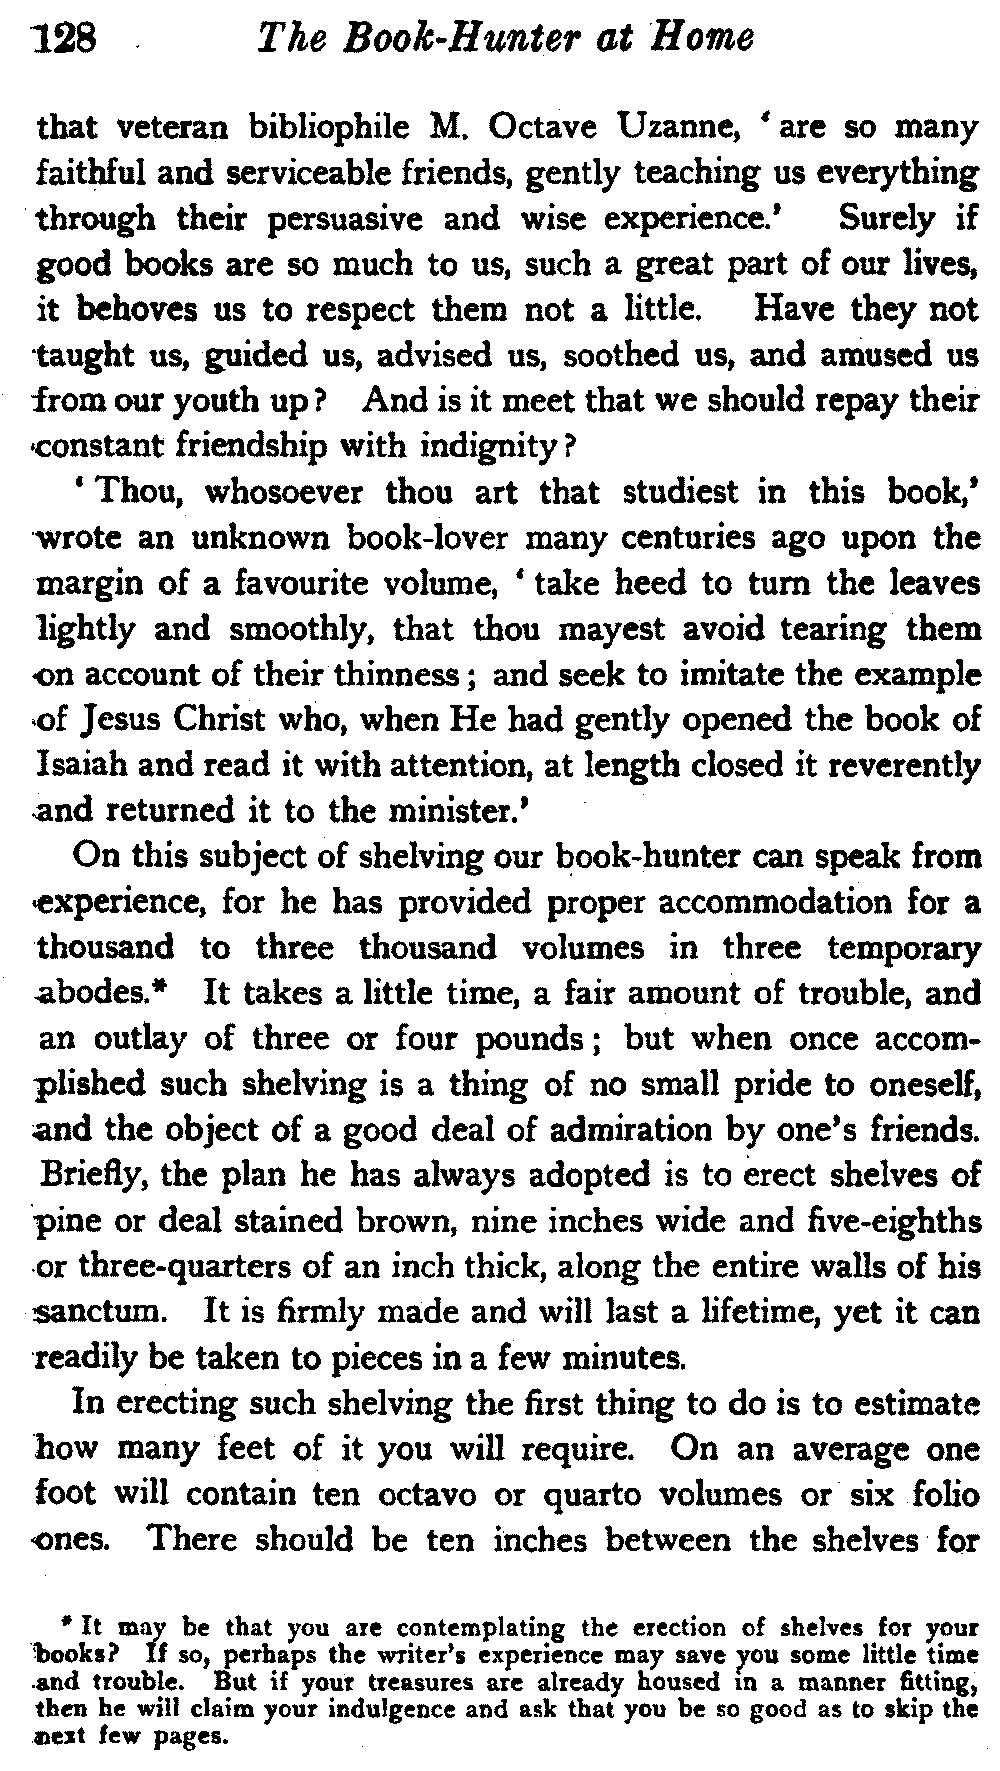 128 The Book-Hunter at Home
that veteran bibliophile M. Octave Uzanne, ‘ are so many
faithful and serviceable friends, gently teaching us everything
through their persuasive and wise experience.’ Surely if
good books are so much to us, such a great part of our lives,
it behoves us to respect them not a little. Have they not
taught us, guided us, advised us, soothed us, and amused us
from our youth up ? And is it meet that we should repay their
constant friendship with indignity ?
‘ Thou, whosoever thou art that studiest in this book,’
wrote an unknown book-lover many centuries ago upon the
margin of a favourite volume, ‘ take heed to turn the leaves
lightly and smoothly, that thou mayest avoid tearing them
on account of their thinness ; and seek to imitate the example
of Jesus Christ who, when He had gently opened the book of
Isaiah and read it with attention, at length closed it reverently
and returned it to the minister.’
On this subject of shelving our book-hunter can speak from
experience, for he has provided proper accommodation for a
thousand to three thousand volumes in three temporary
abodes.* It takes a little time, a fair amount of trouble, and
an outlay of three or four pounds ; but when once accom-
plished such shelving is a thing of no small pride to oneself,
and the object of a good deal of admiration by one’s friends.
Briefly, the plan he has always adopted is to erect shelves of
pine or deal stained brown, nine inches wide and five-eighths
or three-quarters of an inch thick, along the entire walls of his
sanctum. It is firmly made and will last a lifetime, yet it can
readily be taken to pieces in a few minutes.
In erecting such shelving the first thing to do is to estimate
how many feet of it you will require. On an average one
foot will contain ten octavo or quarto volumes or six folio
ones. There should be ten inches between the shelves for
* It may be that you are contemplating the erection of shelves for your
books? If so, perhaps the writer’s experience may save you some little time
and trouble. But if your treasures are already housed in a manner fitting,
then he will claim your indulgence and ask that you be so good as to skip the
next few pages.